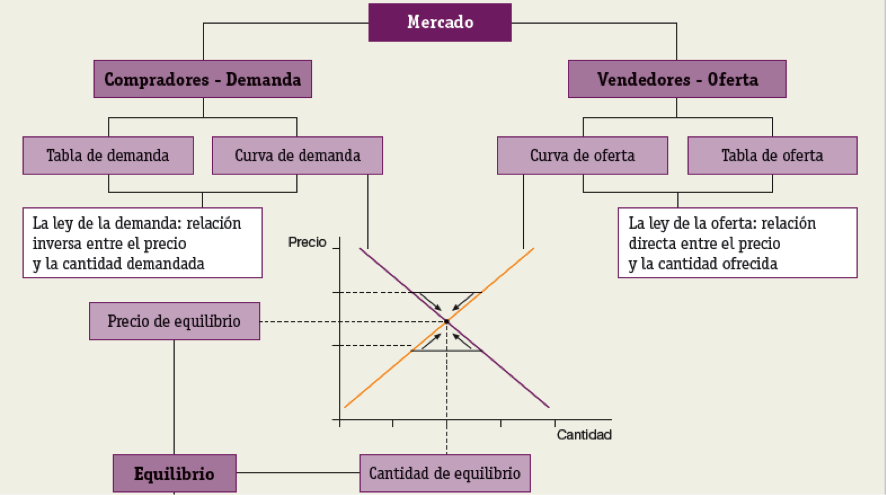 Mercado
Compradores - Demanda
Vendedores - Oferta
Tabla de demanda
Curva de demanda
Curva de oferta
Tabla de oferta
La ley de la demanda: relación
inversa entre el precio
y la cantidad demandada
La ley de la oferta: relación
directa entre el precio
y la cantidad ofrecida
Precio
Precio de equilibrio
Cantidad
Equilibrio
Cantidad de equilibrio